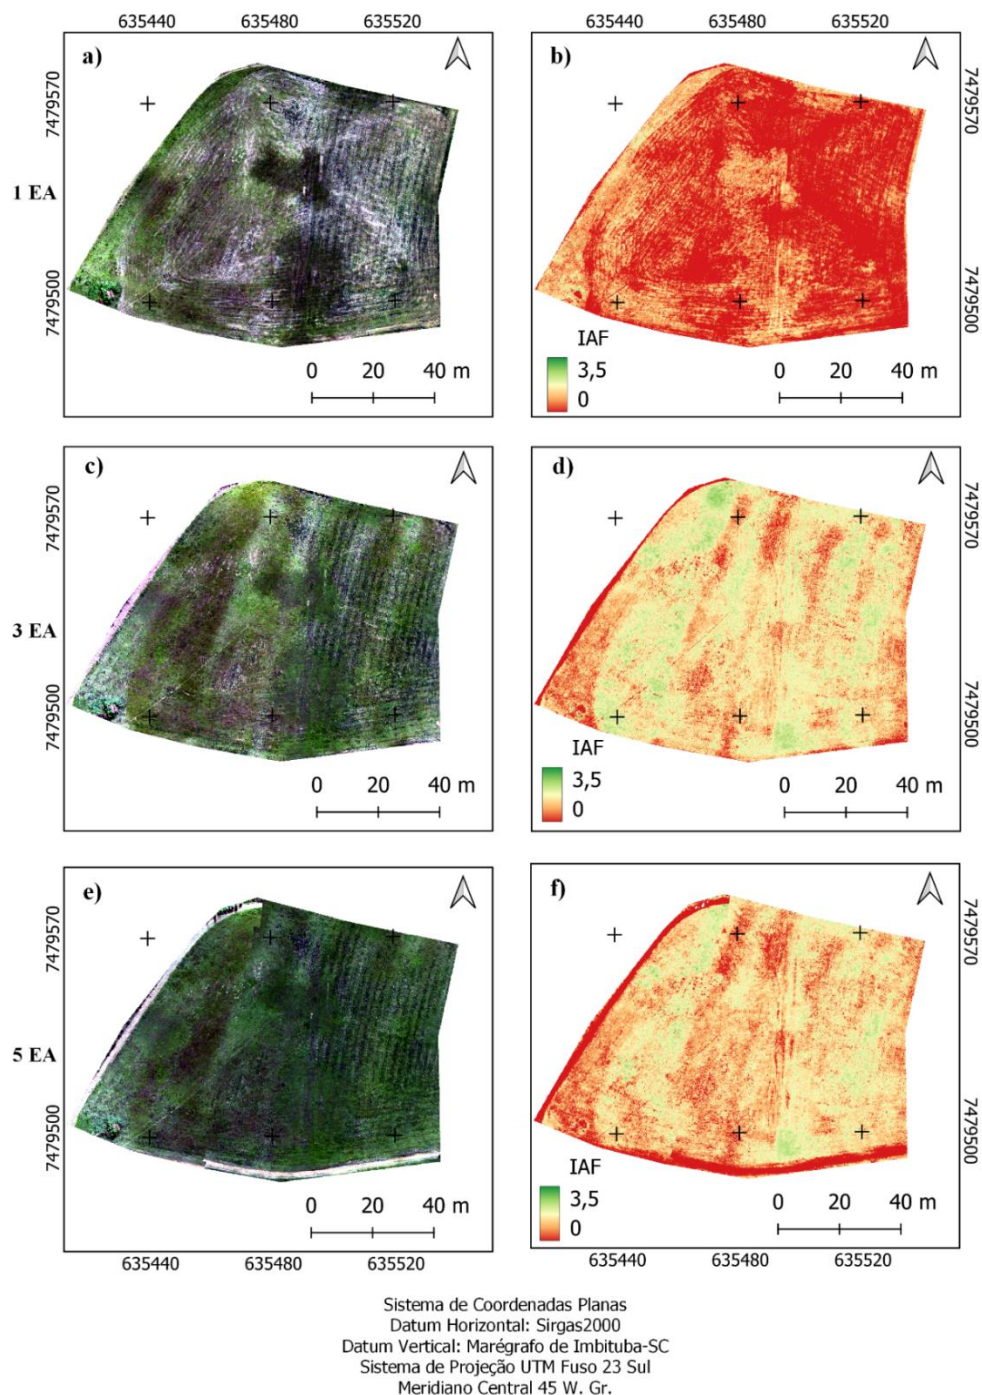 635440 635480 635520 635440 635480 635520
a)
b)
7479570
7479570
1 EA
7479500
7479500
IAF
3,5
0
0 20 40 m
0 20 40 m
c)
d)
7479570
7479570
3 EA
7479500
7479500
IAF
3,5
0
0 20 40 m
0 20 40 m
e)
f)
7479570
7479570
5 EA
7479500
7479500
IAF
3,5
0
0 20 40 m
0 20 40 m
635440 635480 635520 635440 635480 635520
Sistema de Coordenadas Planas
Datum Horizontal: Sirgas2000
Datum Vertical: Marégrafo de Imbituba-SC
Sistema de Projeção UTM Fuso 23 Sul
Meridiano Central 45 W. Gr.